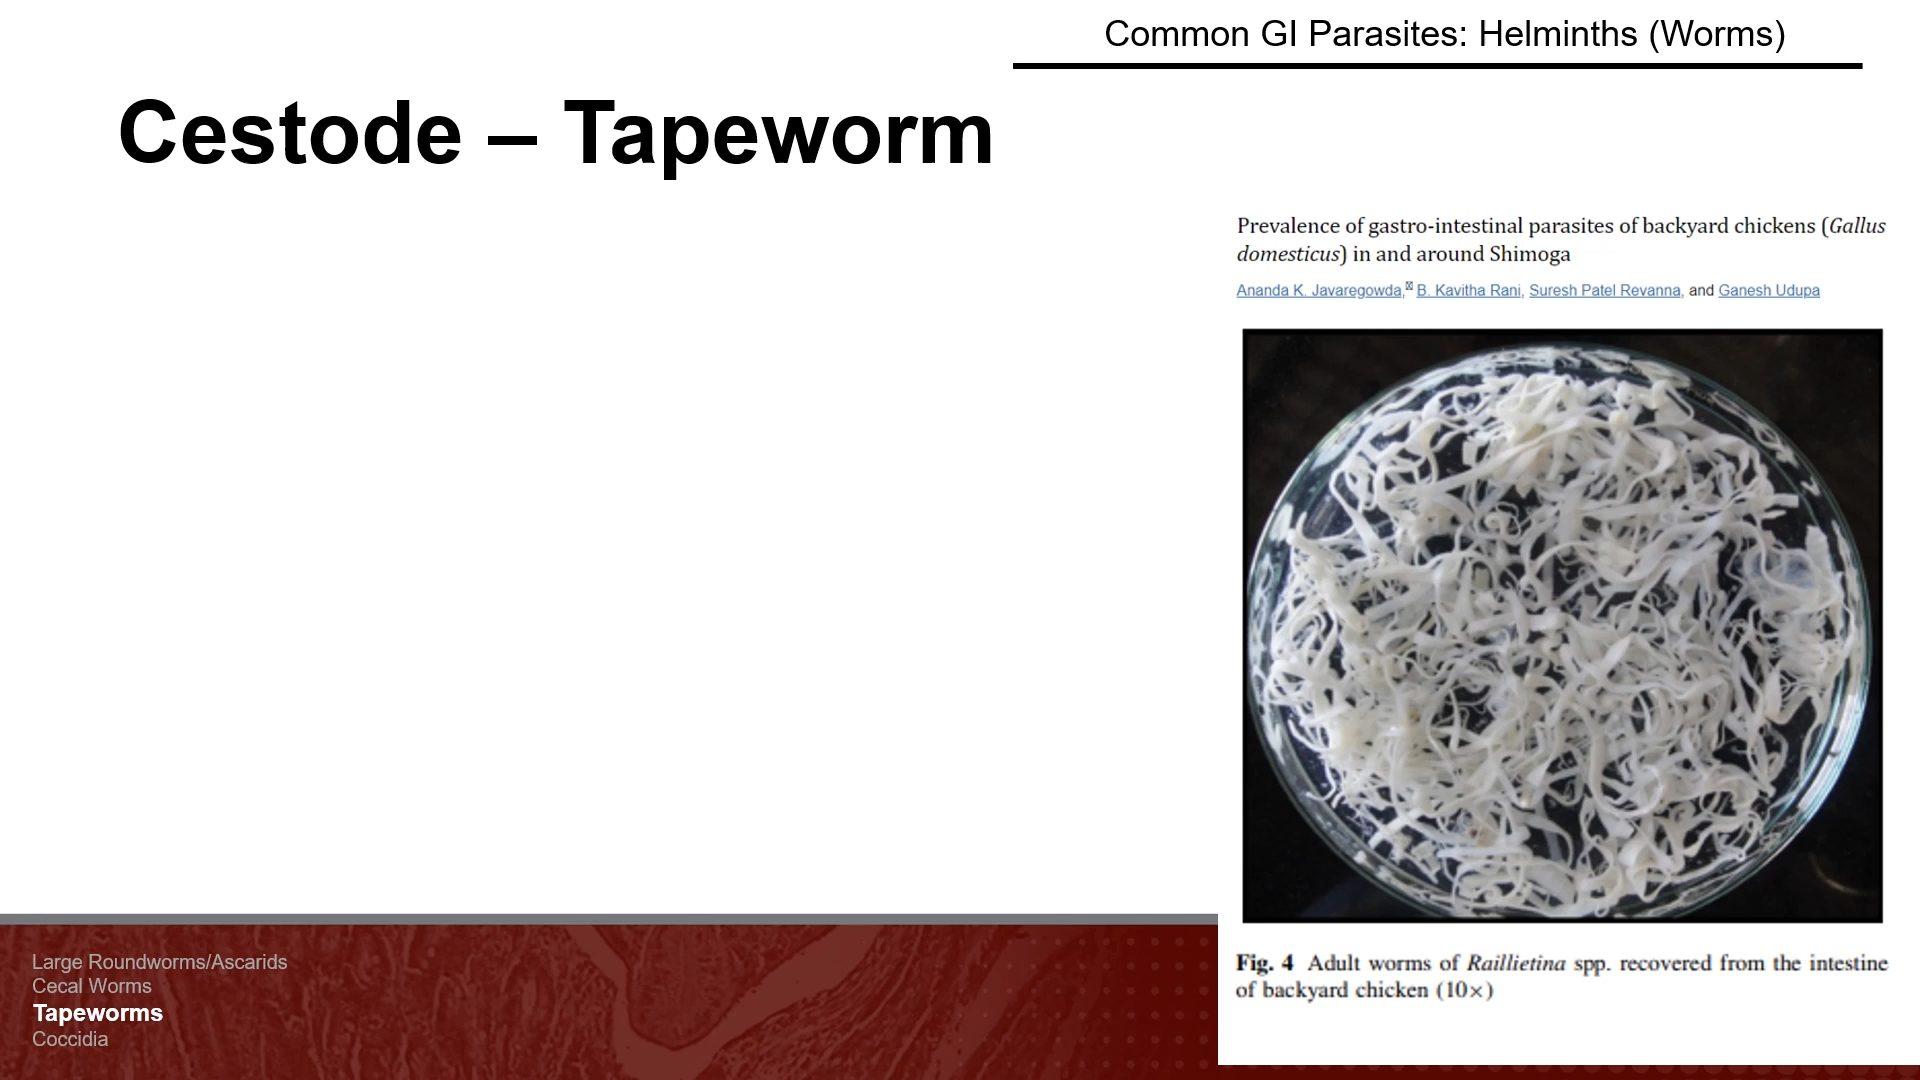 Common GI Parasites: Helminths (Worms)
Cestode – Tapeworm
Prevalence of gastro-intestinal parasites of backyard chickens (Gallus
domesticus) in and around Shimoga
Ananda K. Javaregowda, B. Kavitha Rani, Suresh Patel Revanna, and Ganesh Udupa
Fig. 4 Adult worms of Raillietina spp. recovered from the intestine
of backyard chicken (10×)
Large Roundworms/Ascarids
Cecal Worms
Tapeworms
Coccidia